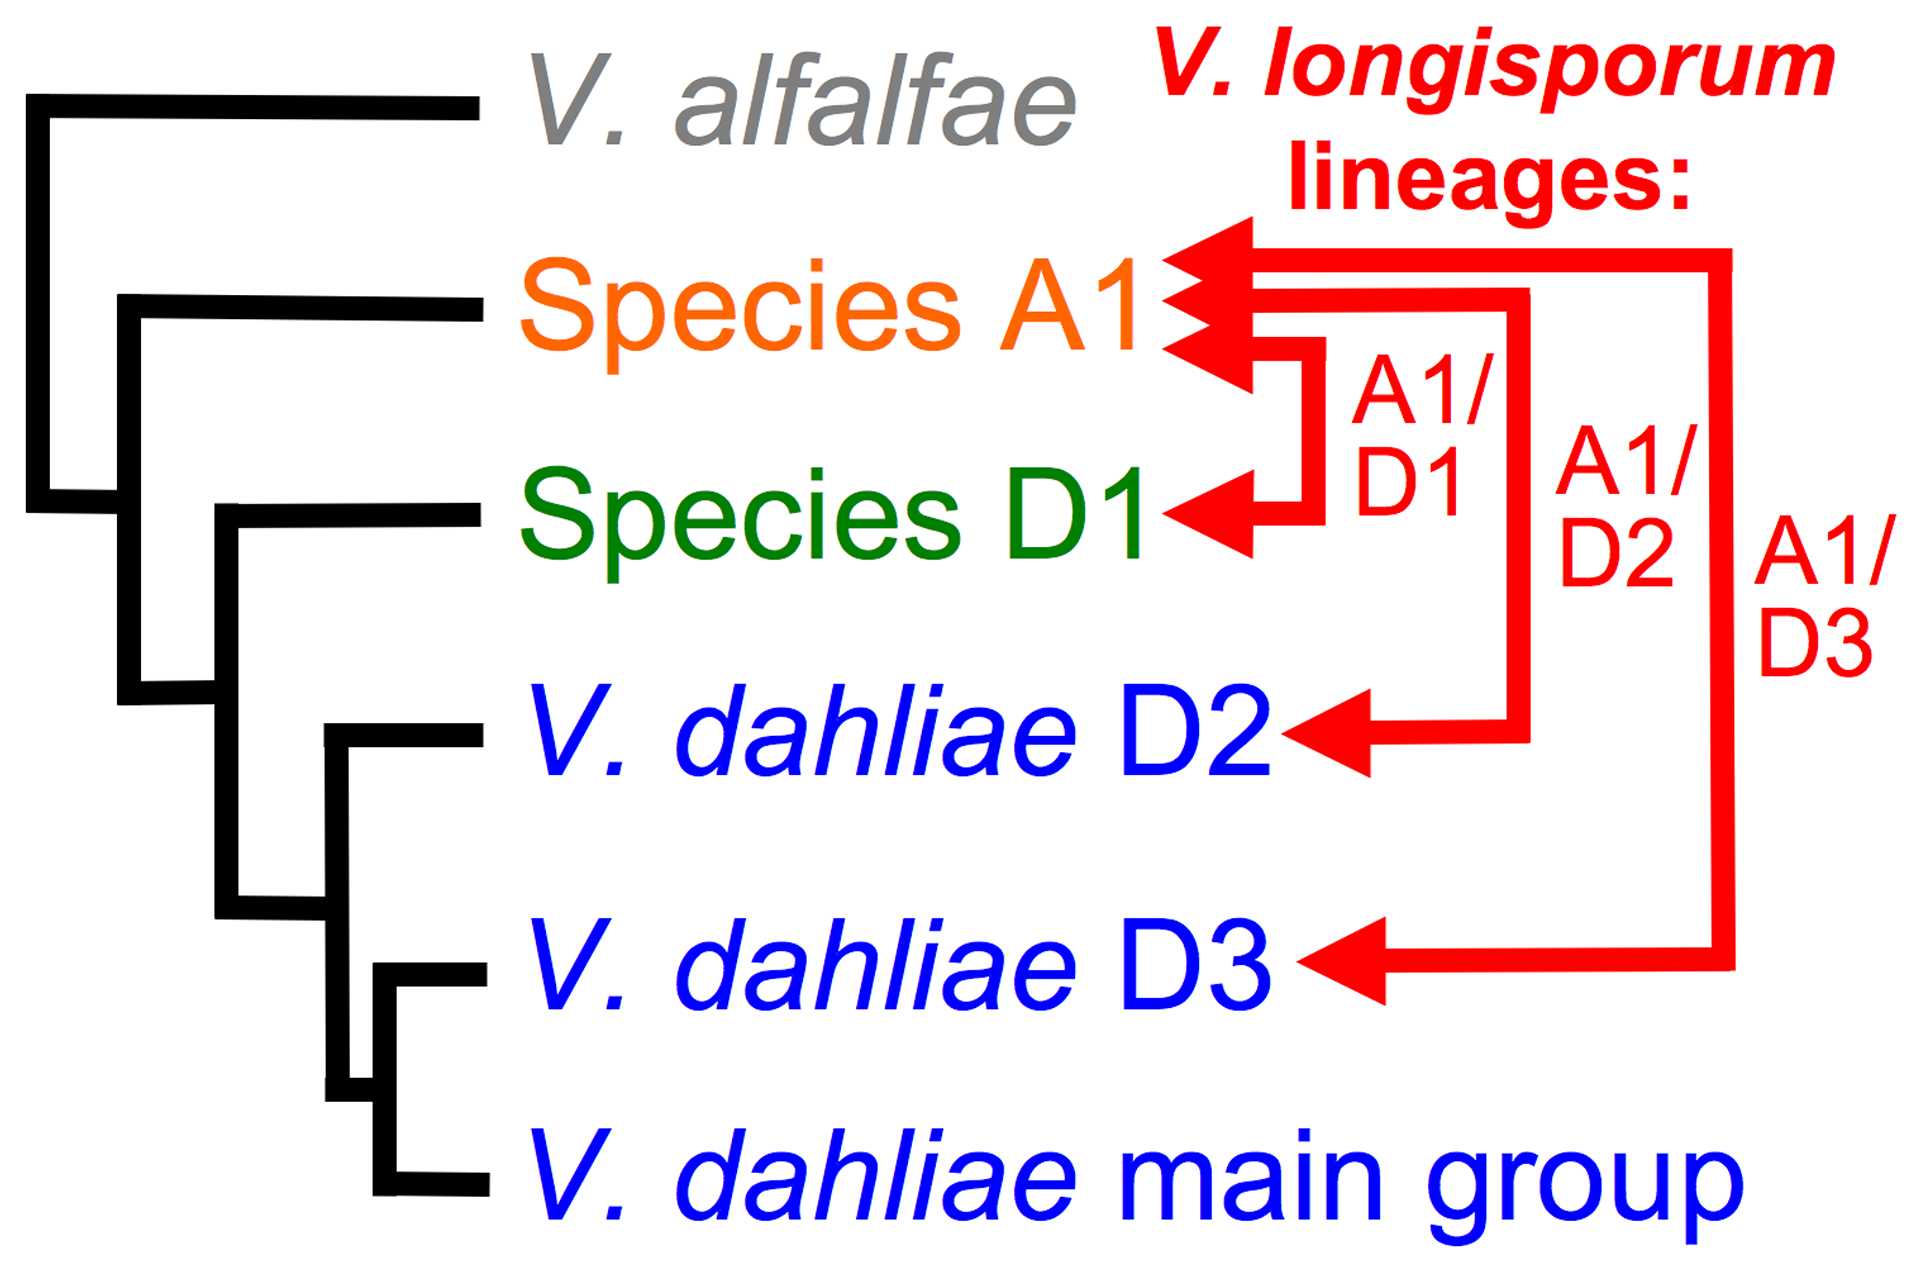 V. alfalfae
V. longisporum
lineages:
Species A1
A1/
D1
A1/
D2
A1/
D3
Species D1
V. dahliae D2
V. dahliae D3
V. dahliae main group